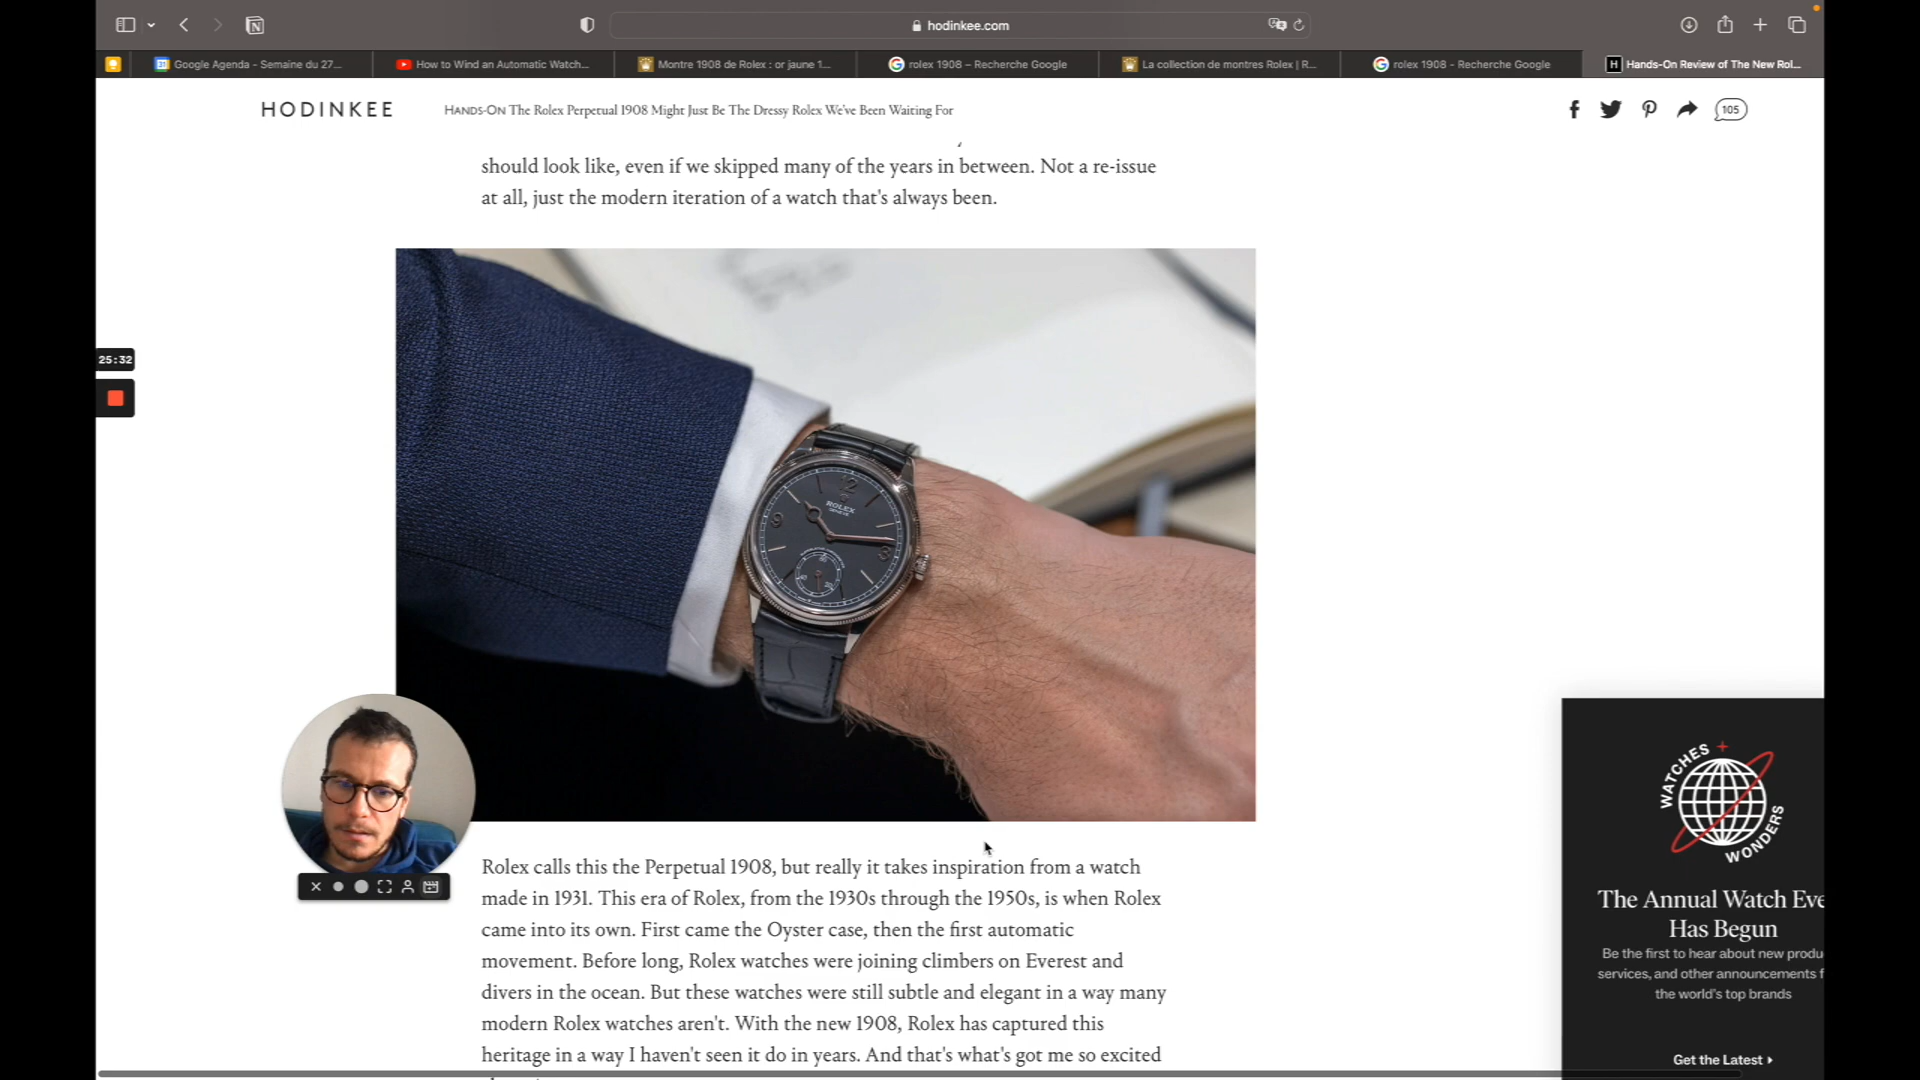 hodinkee.com
Google Agenda - Semaine du 27...
How to Wind an Automatic Watch...
Montre 1908 de Rolex : or jaune 1...
rolex 1908 – Recherche Google
La collection de montres Rolex | R...
rolex 1908 - Recherche Google
H
Hands-On Review of The New Rol...
HODINKEE
HANDS-ON The Rolex Perpetual 1908 Might Just Be The Dressy Rolex We've Been Waiting For
105
should look like, even if we skipped many of the years in between. Not a re-issue
at all, just the modern iteration of a watch that's always been.
25:32
12
ROLEX
GENEVE
9
3
Rolex calls this the Perpetual 1908, but really it takes inspiration from a watch
made in 1931. This era of Rolex, from the 1930s through the 1950s, is when Rolex
came into its own. First came the Oyster case, then the first automatic
movement. Before long, Rolex watches were joining climbers on Everest and
divers in the ocean. But these watches were still subtle and elegant in a way many
modern Rolex watches aren't. With the new 1908, Rolex has captured this
heritage in a way I haven't seen it do in years. And that's what's got me so excited
WATCHES
WONDERS
The Annual Watch Eve
Has Begun
Be the first to hear about new produ
services, and other announcements f
the world's top brands
Get the Latest